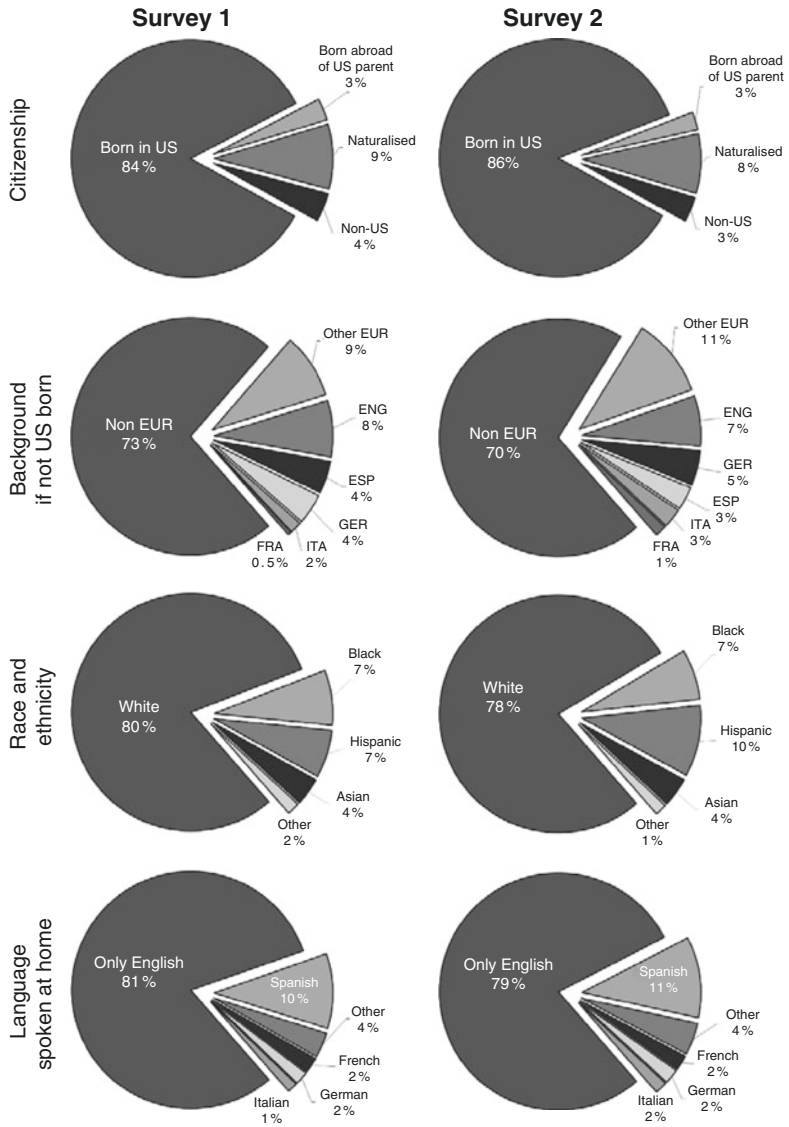 Survey 1
Survey 2
Citizenship
Born in US
84%
Born abroad
of US parent
3%
Naturalised
9%
Non-US
4%
Born in US
86%
Born abroad
of US parent
3%
Naturalised
8%
Non-US
3%
Background
if not US born
Non EUR
73%
Other EUR
9%
ENG
8%
ESP
4%
GER
4%
ITA
2%
FRA
0.5%
Non EUR
70%
Other EUR
11%
ENG
7%
GER
5%
ESP
3%
ITA
3%
FRA
1%
Race and
ethnicity
White
80%
Black
7%
Hispanic
7%
Asian
4%
Other
2%
White
78%
Black
7%
Hispanic
10%
Asian
4%
Other
1%
Language
spoken at home
Only English
81%
Spanish
10%
Other
4%
French
2%
German
2%
Italian
1%
Only English
79%
Spanish
11%
Other
4%
French
2%
German
2%
Italian
2%